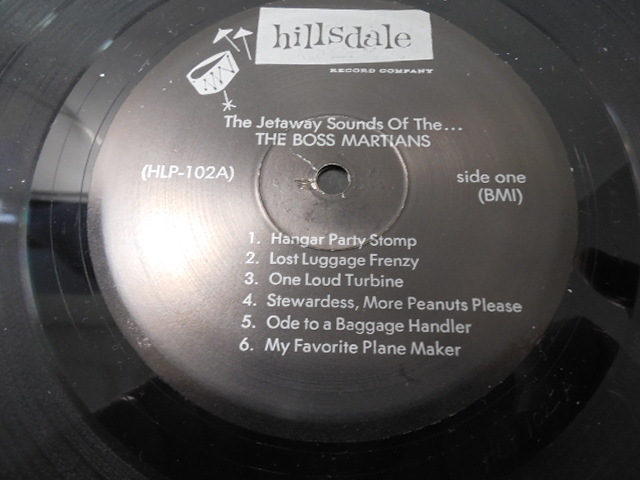 hillsdale
RECORD COMPANY
The Jetaway Sounds Of The...
THE BOSS MARTIANS
(HLP-102A)
side one
(BMI)
1. Hangar Party Stomp
2. Lost Luggage Frenzy
3. One Loud Turbine
4. Stewardess, More Peanuts Please
5. Ode to a Baggage Handler
6. My Favorite Plane Maker